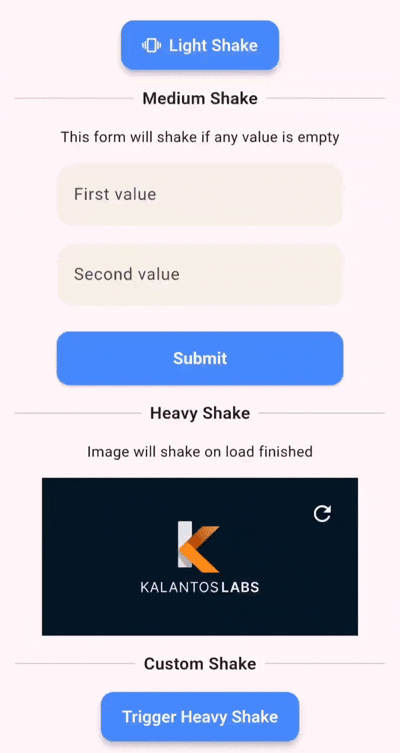 Light Shake
Medium Shake
This form will shake if any value is empty
First value
Second value
Submit
Heavy Shake
Image will shake on load finished
KALANTOS LABS
Custom Shake
Trigger Heavy Shake